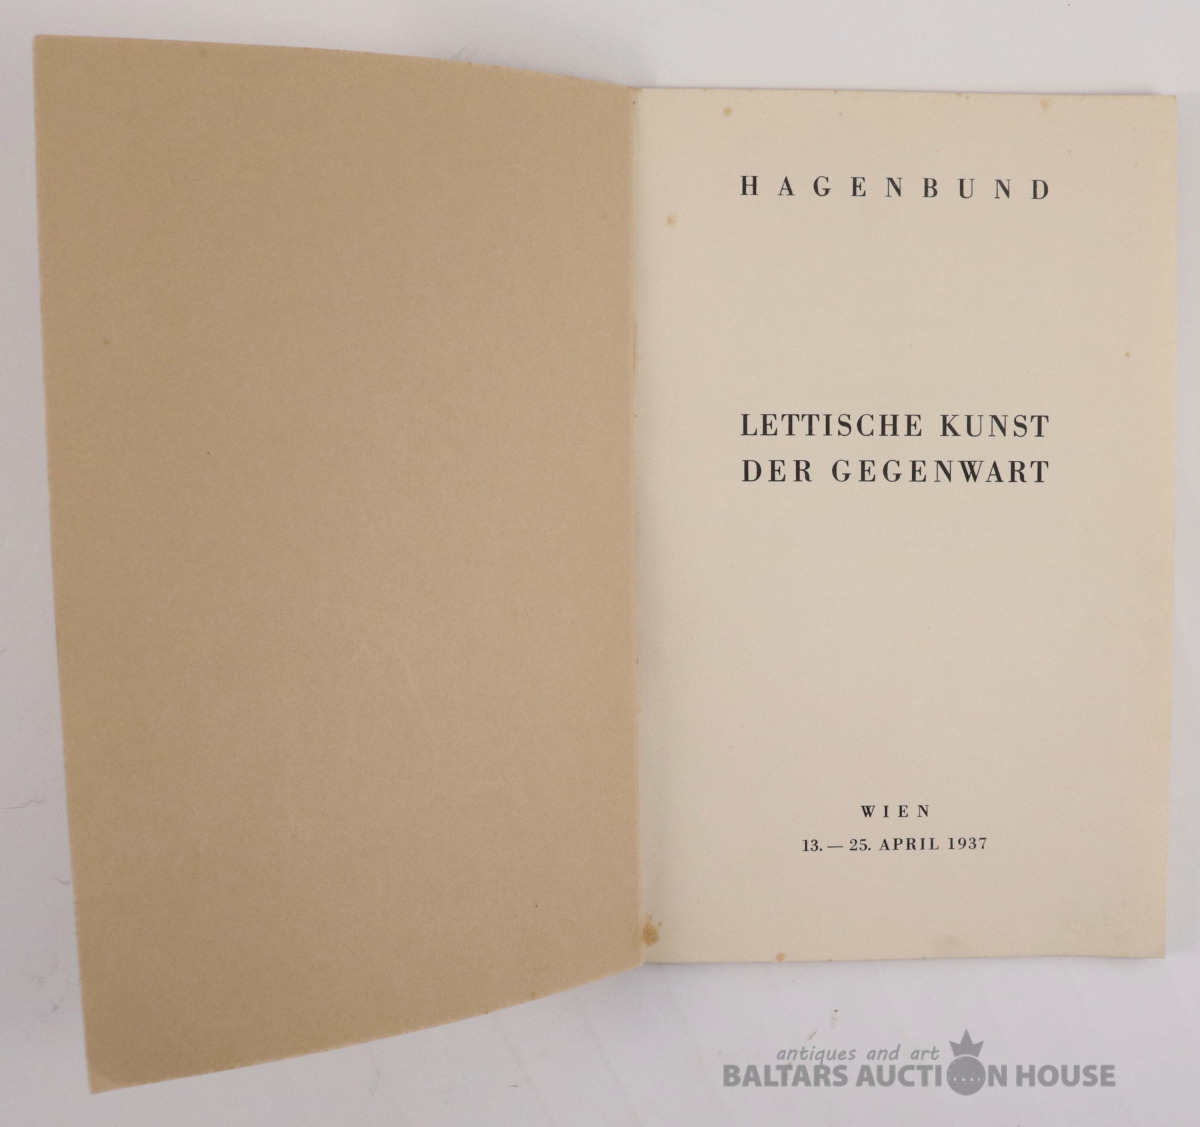 HAGENBUND
LETTISCHE KUNST
DER GEGENWART
WIEN
13. — 25. APRIL 1937
antiques and art
BALTARS AUCTION HOUSE